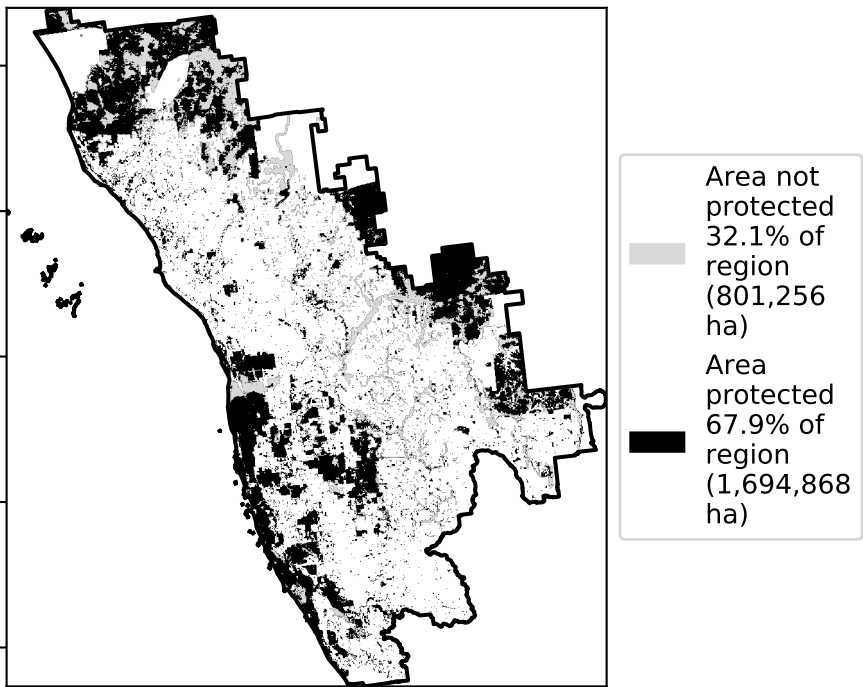 Area not
protected
32.1% of
region
(801,256
ha)
Area
protected
67.9% of
region
(1,694,868
ha)